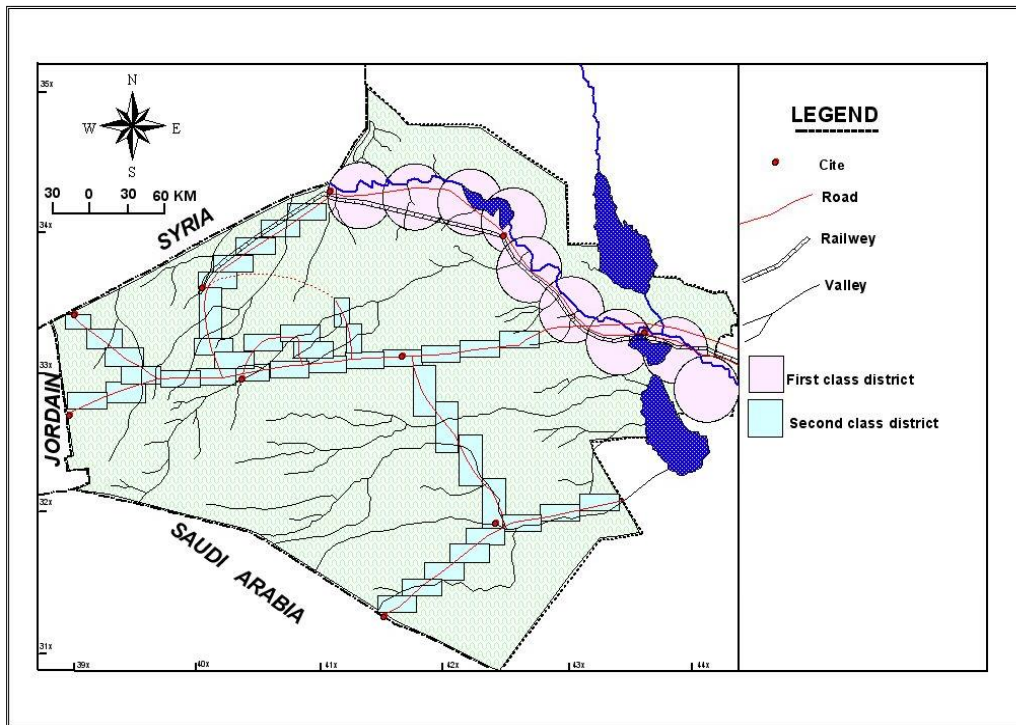 35x
N
W E
S
30 0 30 60 KM
34x
SYRIA
33x
JORDAIN
32x
SAUDI ARABIA
31x
39x 40x 41x 42x 43x 44x
LEGEND
Cite
Road
Railwey
Valley
First class district
Second class district